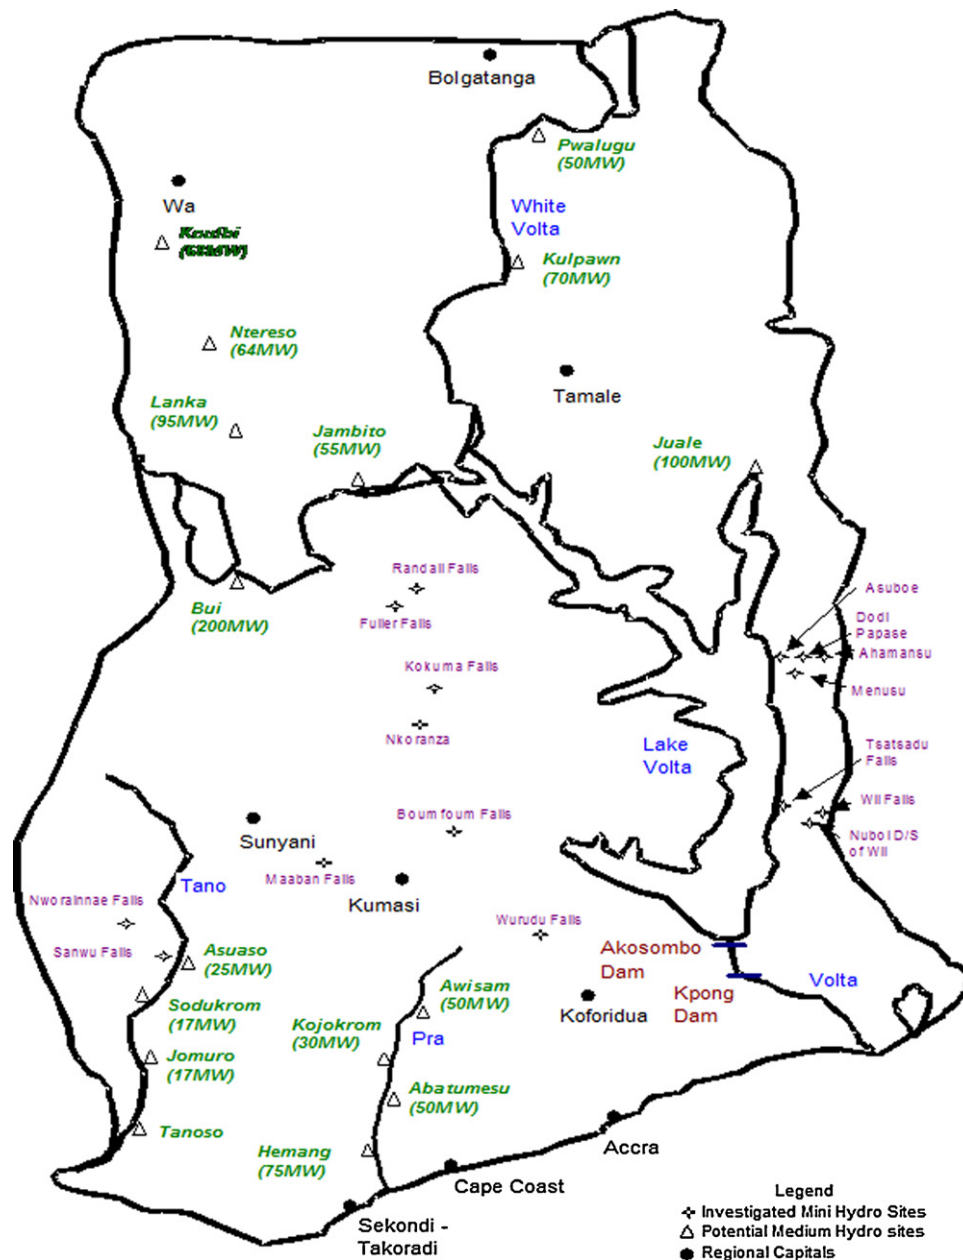 Bolgatanga
Pwalugu
(50MW)
Wa
White
Volta
Kulpawn
(70MW)
Ntereso
(64MW)
Tamale
Lanka
(95MW)
Jambito
(55MW)
Juale
(100MW)
Randall Falls
Asuboe
Bui
(200MW)
Fuller Falls
Dodi
Papase
Ahamansu
Kokuma Falls
Menusu
Nkoranza
Lake
Volta
Tsatsadu
Falls
Boumfoum Falls
Wli Falls
Sunyani
Nubol D/S
of Wli
Maaban Falls
Tano
Kumasi
Nworalnnae Falls
Wurudu Falls
Sanwu Falls
Asuaso
(25MW)
Akosombo
Dam
Volta
Awisam
(50MW)
Kpong
Dam
Sodukrom
(17MW)
Koforidua
Kojokrom
(30MW)
Pra
Jomuro
(17MW)
Abatumesu
(50MW)
Tanoso
Hemang
(75MW)
Accra
Cape Coast
Sekondi -
Takoradi
Legend
Investigated Mini Hydro Sites
Potential Medium Hydro sites
Regional Capitals